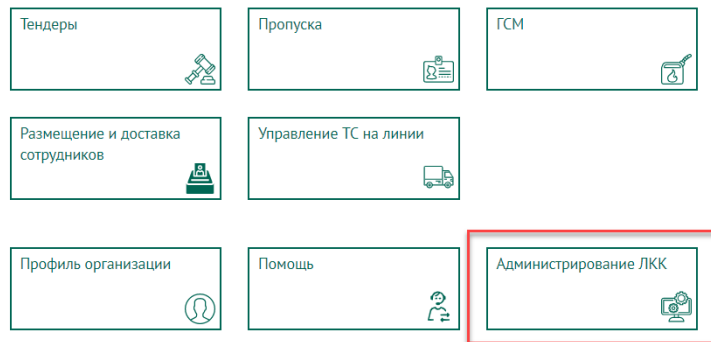 Тендеры
Пропуска
ГСМ
Размещение и доставка
сотрудников
Управление ТС на линии
Профиль организации
Помощь
Администрирование ЛКК